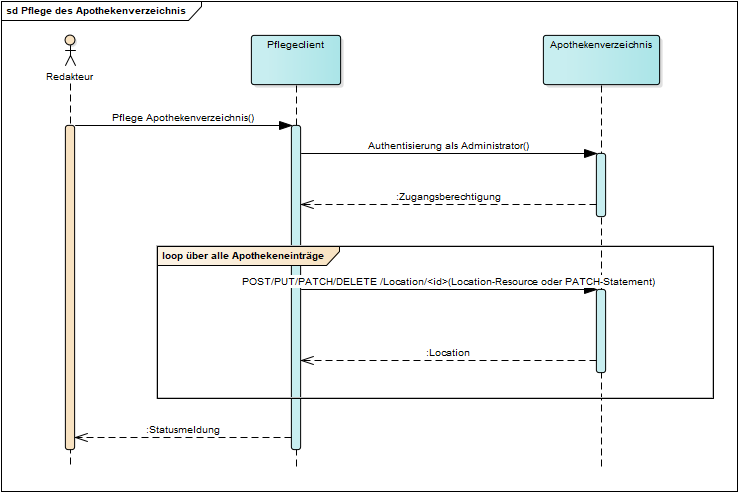 sd Pflege des Apothekenverzeichnis
Redakteur
Pflegeclient
Apothekenverzeichnis
Pflege Apothekenverzeichnis()
Authentisierung als Administrator()
:Zugangsberechtigung
loop über alle Apothekeneinträge
POST/PUT/PATCH/DELETE /Location/<id>(Location-Resource oder PATCH-Statement)
:Location
:Statusmeldung